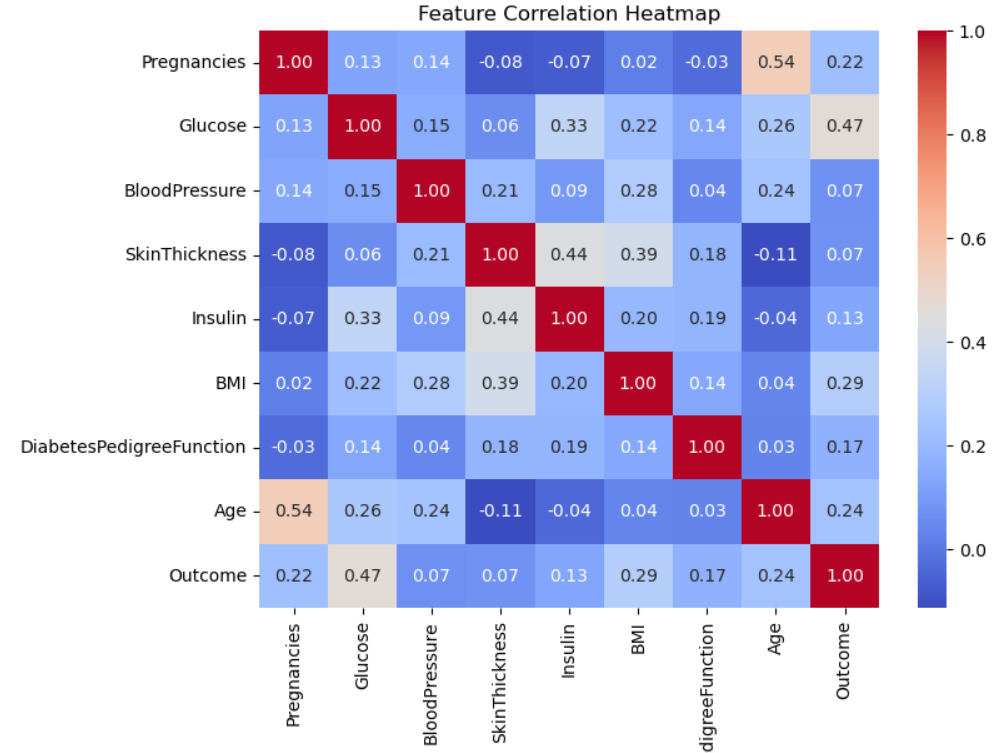 Feature Correlation Heatmap
Pregnancies 1.00 0.13 0.14 -0.08 -0.07 0.02 -0.03 0.54 0.22
Glucose 0.13 1.00 0.15 0.06 0.33 0.22 0.14 0.26 0.47
BloodPressure 0.14 0.15 1.00 0.21 0.09 0.28 0.04 0.24 0.07
SkinThickness -0.08 0.06 0.21 1.00 0.44 0.39 0.18 -0.11 0.07
Insulin -0.07 0.33 0.09 0.44 1.00 0.20 0.19 -0.04 0.13
BMI 0.02 0.22 0.28 0.39 0.20 1.00 0.14 0.04 0.29
DiabetesPedigreeFunction -0.03 0.14 0.04 0.18 0.19 0.14 1.00 0.03 0.17
Age 0.54 0.26 0.24 -0.11 -0.04 0.04 0.03 1.00 0.24
Outcome 0.22 0.47 0.07 0.07 0.13 0.29 0.17 0.24 1.00
Pregnancies
Glucose
BloodPressure
SkinThickness
Insulin
BMI
digreeFunction
Age
Outcome
1.0
0.8
0.6
0.4
0.2
0.0